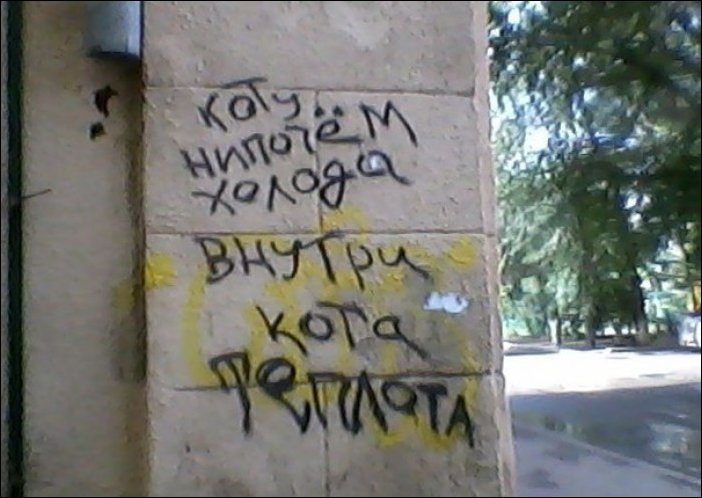 коту
нипочём
холода
внутри
кота
теплота